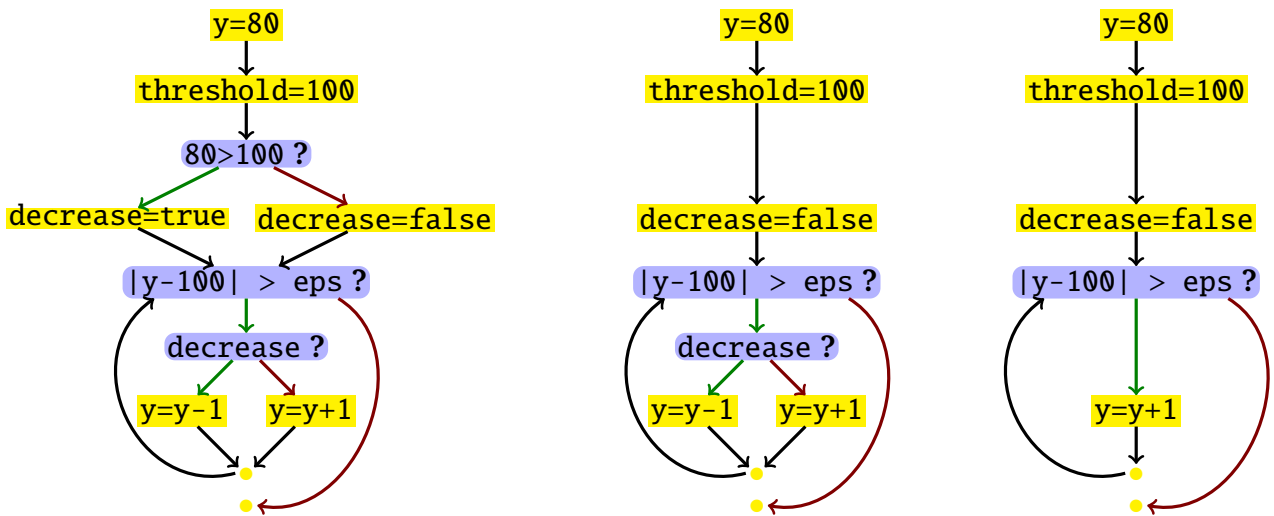 y=80
threshold=100
80>100 ?
decrease=true
decrease=false
|y-100| > eps ?
decrease ?
y=y-1
y=y+1
y=80
threshold=100
decrease=false
|y-100| > eps ?
decrease ?
y=y-1
y=y+1
y=80
threshold=100
decrease=false
|y-100| > eps ?
y=y+1